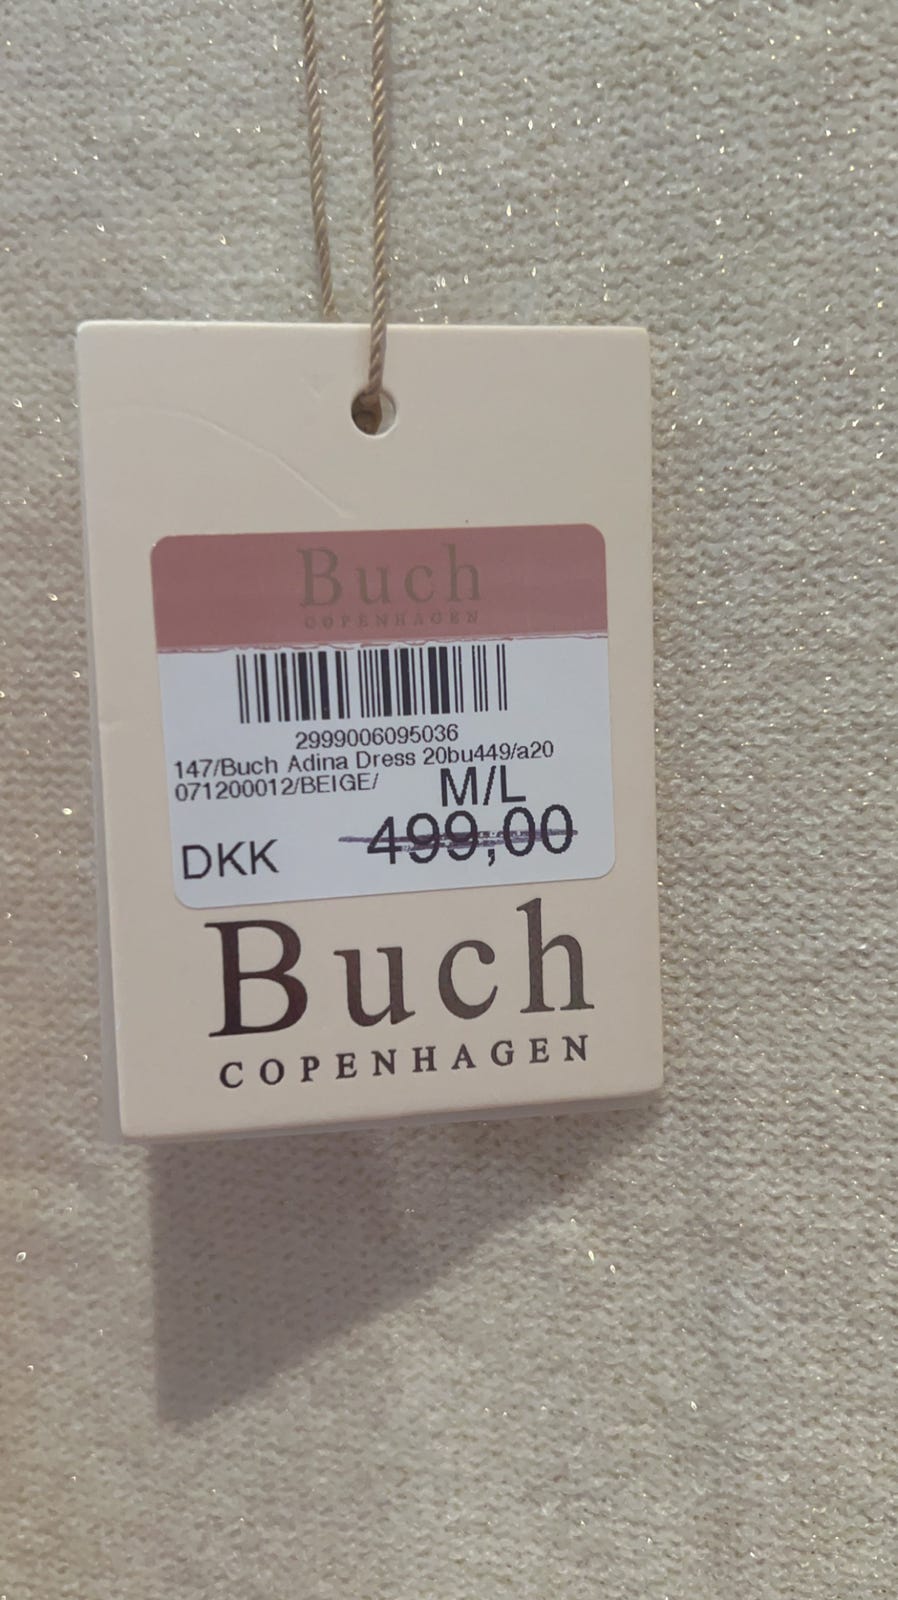 Buch
COPENHAGEN
2999006095036
147/Buch Adina Dress 20bu449/a20
071200012/BEIGE/ M/L
DKK 499,00
Buch
COPENHAGEN